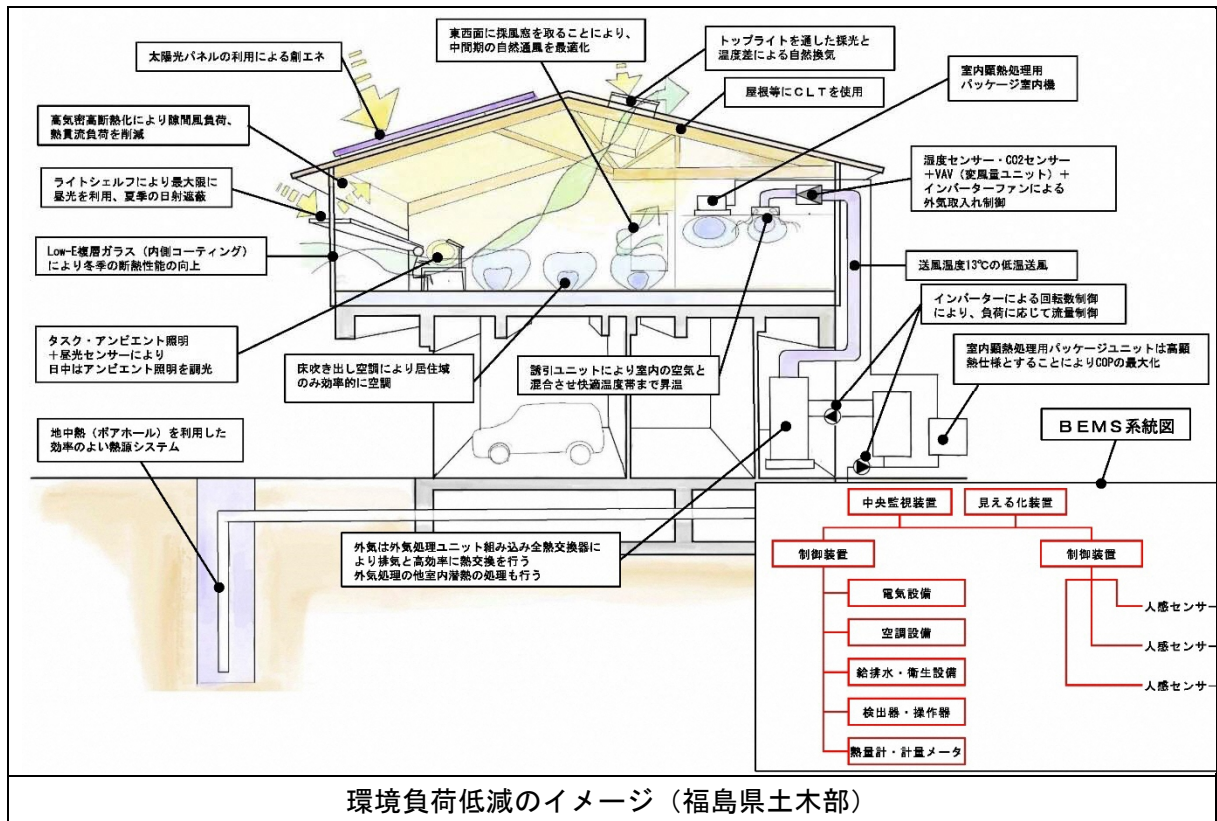 東西面に採風窓を取ることにより、
中間期の自然通風を最適化
トップライトを通した採光と
温度差による自然換気
太陽光パネルの利用による創エネ
室内顕熱処理用
パッケージ室内機
屋根等にCLTを使用
高気密高断熱化により隙間風負荷、
熱貫流負荷を削減
湿度センサー・CO2センサー
+VAV(変風量ユニット)+
インバーターファンによる
外気取入れ制御
ライトシェルフにより最大限に
昼光を利用、夏季の日射遮蔽
Low-E複層ガラス(内側コーティング)
により冬季の断熱性能の向上
送風温度13℃の低温送風
インバーターによる回転数制御
により、負荷に応じて流量制御
タスク・アンビエント照明
+昼光センサーにより
日中はアンビエント照明を調光
床吹き出し空調により居住域
のみ効率的に空調
誘引ユニットにより室内の空気と
混合させ快適温度帯まで昇温
室内顕熱処理用パッケージユニットは高顕
熱仕様とすることによりCOPの最大化
地中熱(ボアホール)を利用した
効率のよい熱源システム
外気は外気処理ユニット組み込み全熱交換器に
より排気と高効率に熱交換を行う
外気処理の他室内潜熱の処理も行う
BEMS系統図
中央監視装置
見える化装置
制御装置
制御装置
電気設備
空調設備
給排水・衛生設備
検出器・操作器
熱量計・計量メータ
人感センサー
人感センサー
人感センサー
環境負荷低減のイメージ(福島県土木部)